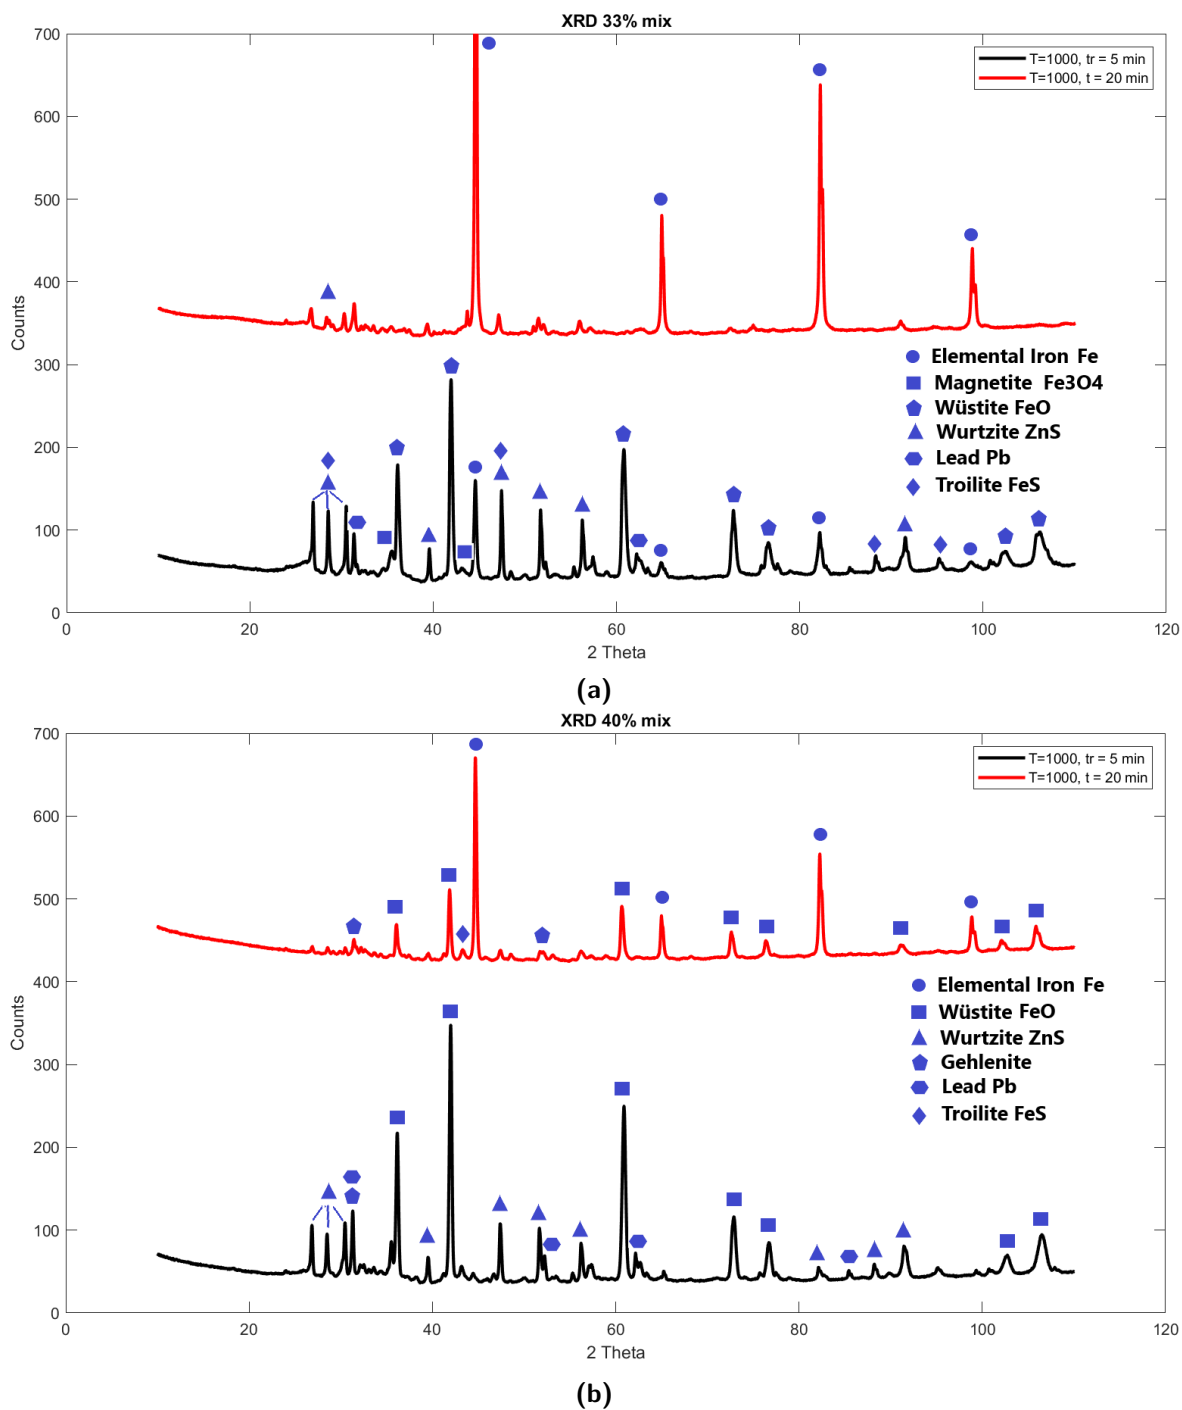 XRD 33% mix
700
T=1000, tr = 5 min
T=1000, t = 20 min
600
500
400
Counts
300
Elemental Iron Fe
Magnetite Fe3O4
Wüstite FeO
Wurtzite ZnS
Lead Pb
Troilite FeS
200
100
0
0 20 40 60 80 100 120
2 Theta
(a)
XRD 40% mix
700
T=1000, tr = 5 min
T=1000, t = 20 min
600
500
400
Counts
300
Elemental Iron Fe
Wüstite FeO
Wurtzite ZnS
Gehlenite
Lead Pb
Troilite FeS
200
100
0
0 20 40 60 80 100 120
2 Theta
(b)